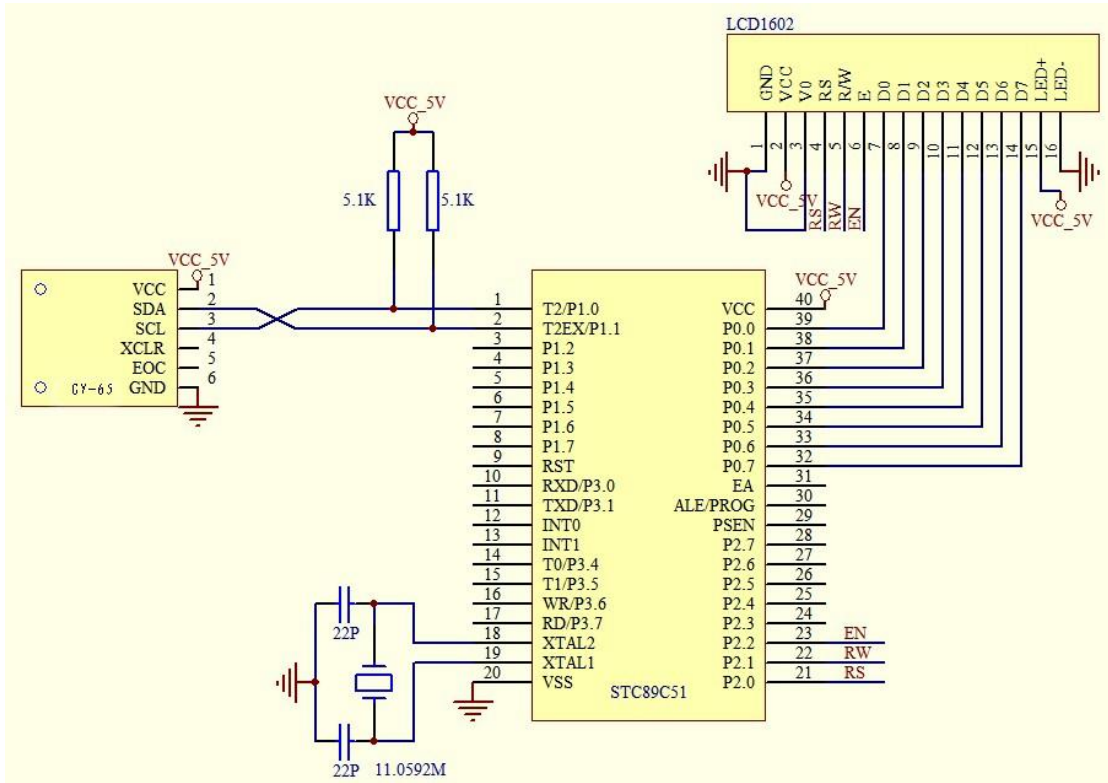 LCD1602
GND
VCC
V0
RS
R/W
E
D0
D1
D2
D3
D4
D5
D6
D7
LED+
LED-
1
2
3
4
5
6
7
8
9
10
11
12
13
14
15
16
VCC_5V
RS
RW
EN
VCC_5V
VCC_5V
5.1K
5.1K
VCC_5V
VCC 1
SDA 2
SCL 3
XCLR 4
EOC 5
GND 6
GY-65
1 T2/P1.0
2 T2EX/P1.1
3 P1.2
4 P1.3
5 P1.4
6 P1.5
7 P1.6
8 P1.7
9 RST
10 RXD/P3.0
11 TXD/P3.1
12 INT0
13 INT1
14 T0/P3.4
15 T1/P3.5
16 WR/P3.6
17 RD/P3.7
18 XTAL2
19 XTAL1
20 VSS
VCC_5V
VCC 40
P0.0 39
P0.1 38
P0.2 37
P0.3 36
P0.4 35
P0.5 34
P0.6 33
P0.7 32
EA 31
ALE/PROG 30
PSEN 29
P2.7 28
P2.6 27
P2.5 26
P2.4 25
P2.3 24
P2.2 23 EN
P2.1 22 RW
P2.0 21 RS
STC89C51
22P
22P
11.0592M